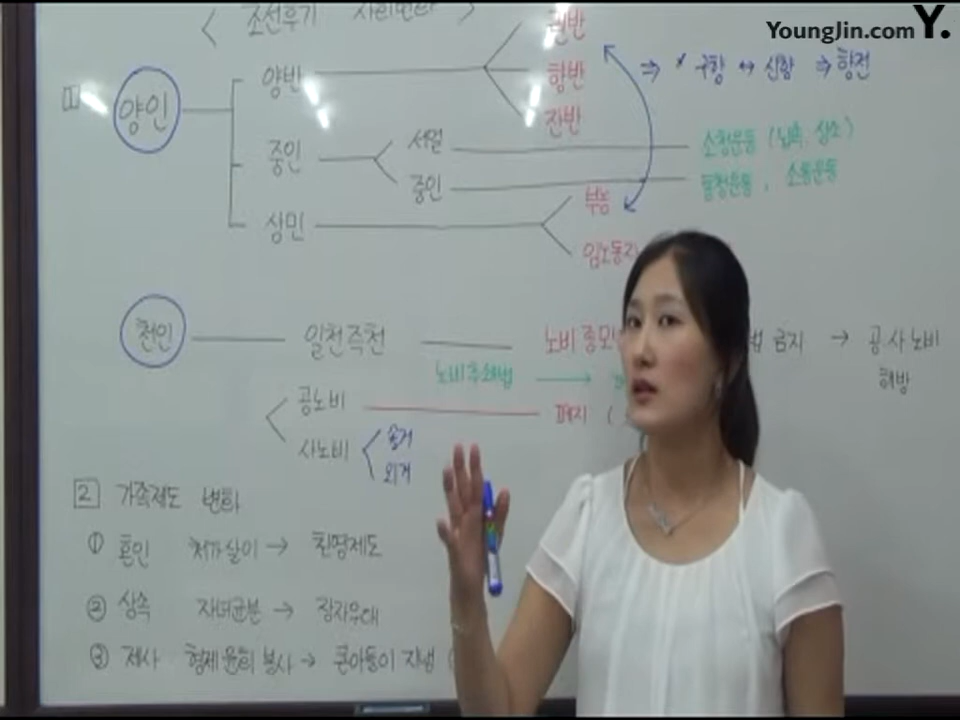 YoungJin.com Y.
< 조선후기 사회변화 >
1 양인 양반 권반
향반 ⇒ * 구향 ↔ 신향 ⇒ 향전
잔반
중인 서얼 소청운동 (납속, 상소)
중인 소통운동
상민 부농
임노동자
천인 일천즉천 노비종모 법 금지 → 공·사노비
해방
노비추쇄법 →
공노비 폐지 (
사노비 솔거
외거
2 가족제도 변화
① 혼인 처가살이 → 친영제도
② 상속 자녀균분 → 장자우대
③ 제사 형제 윤회 봉사 → 큰아들이 지냄 (